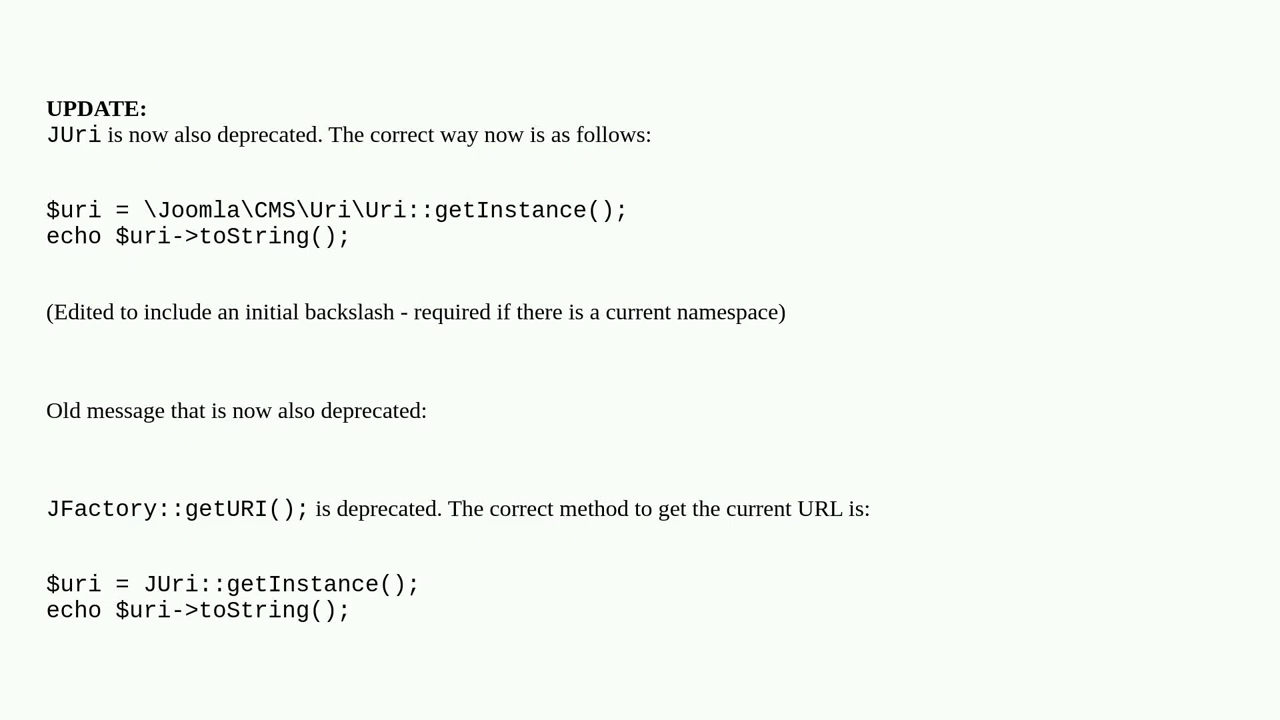 UPDATE:
JUri is now also deprecated. The correct way now is as follows:
$uri = \Joomla\CMS\Uri\Uri::getInstance();
echo $uri->toString();
(Edited to include an initial backslash - required if there is a current namespace)
Old message that is now also deprecated:
JFactory::getURI(); is deprecated. The correct method to get the current URL is:
$uri = JUri::getInstance();
echo $uri->toString();